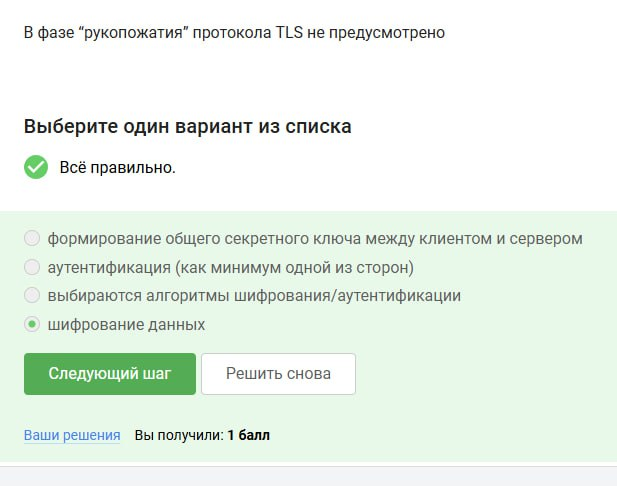 В фазе “рукопожатия” протокола TLS не предусмотрено
Выберите один вариант из списка
Всё правильно.
формирование общего секретного ключа между клиентом и сервером
аутентификация (как минимум одной из сторон)
выбираются алгоритмы шифрования/аутентификации
шифрование данных
Следующий шаг Решить снова
Ваши решения Вы получили: 1 балл